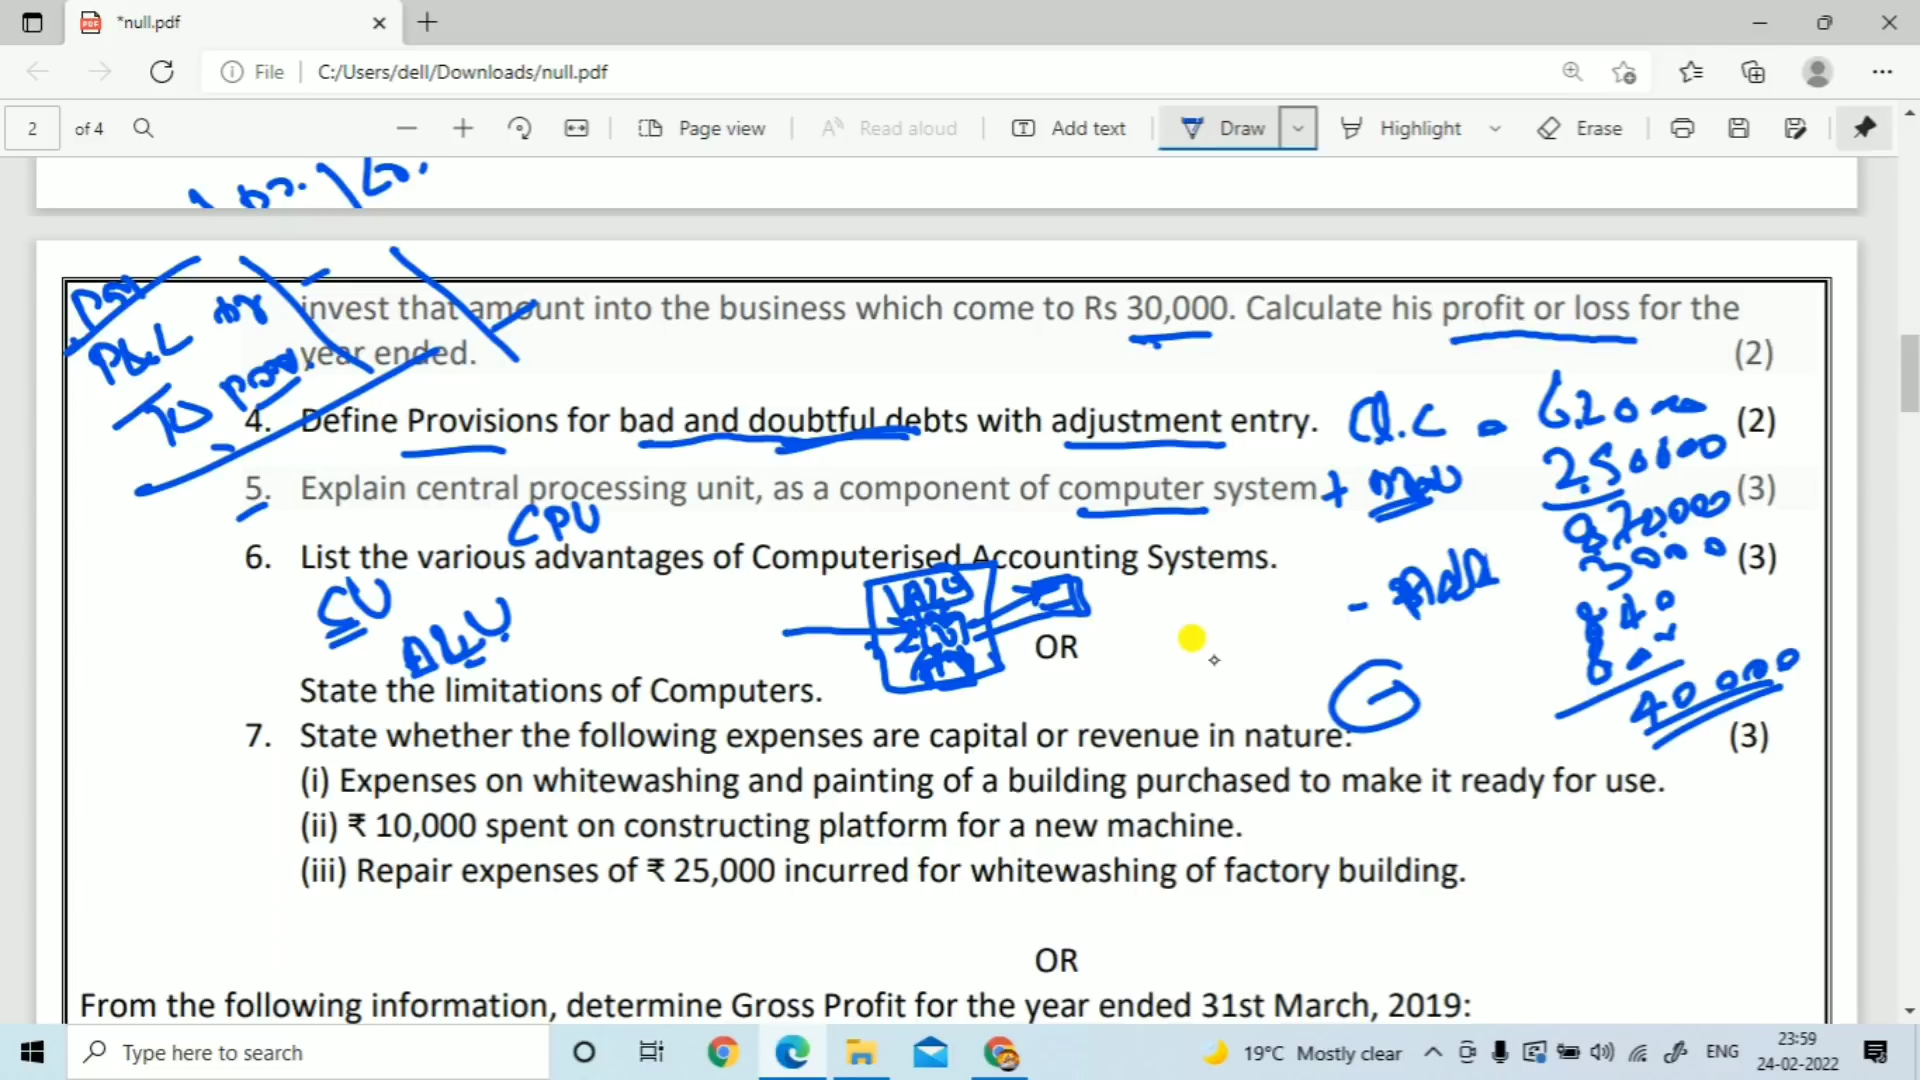 *null.pdf
File C:/Users/dell/Downloads/null.pdf
2 of 4 Page view Read aloud Add text Draw Highlight Erase
invest that amount into the business which come to Rs 30,000. Calculate his profit or loss for the
year ended. (2)
P&L Dr
To prov.
4. Define Provisions for bad and doubtful debts with adjustment entry. (2)
5. Explain central processing unit, as a component of computer system (3)
CPU
6. List the various advantages of Computerised Accounting Systems. (3)
CU
ALU
OR
State the limitations of Computers.
7. State whether the following expenses are capital or revenue in nature: (3)
(i) Expenses on whitewashing and painting of a building purchased to make it ready for use.
(ii) ₹ 10,000 spent on constructing platform for a new machine.
(iii) Repair expenses of ₹ 25,000 incurred for whitewashing of factory building.
OR
From the following information, determine Gross Profit for the year ended 31st March, 2019:
Type here to search
19°C Mostly clear
ENG
23:59
24-02-2022